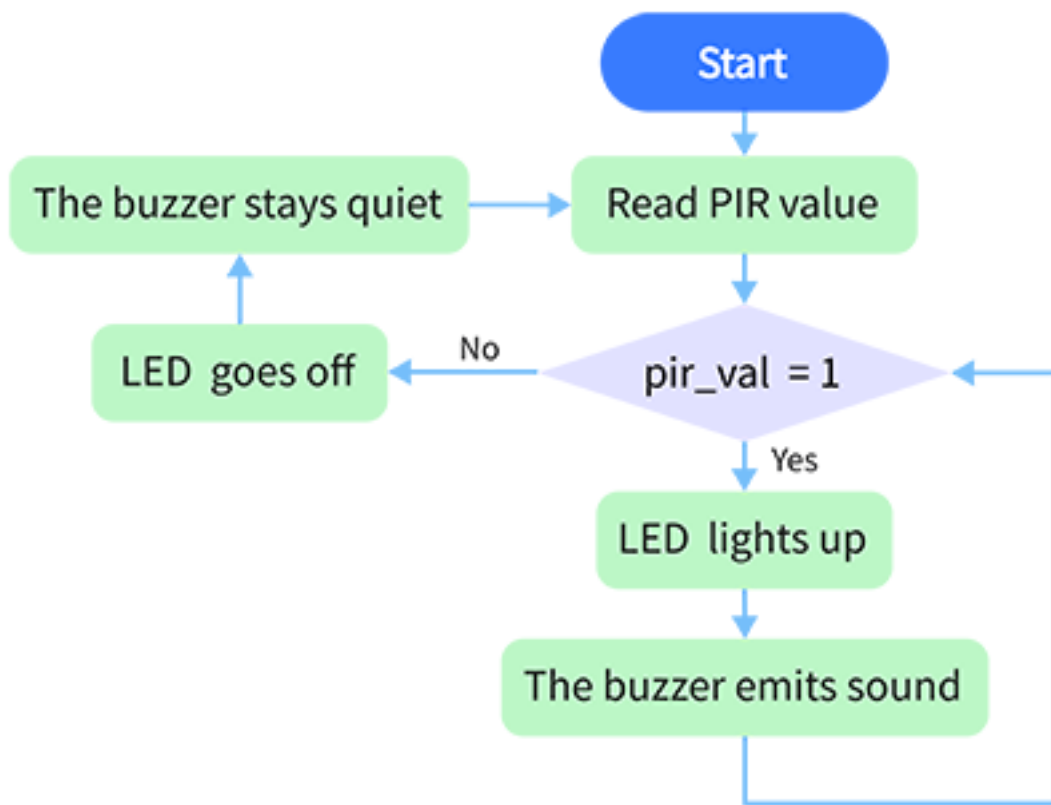 Start
The buzzer stays quiet
Read PIR value
LED goes off
No
pir_val = 1
Yes
LED lights up
The buzzer emits sound